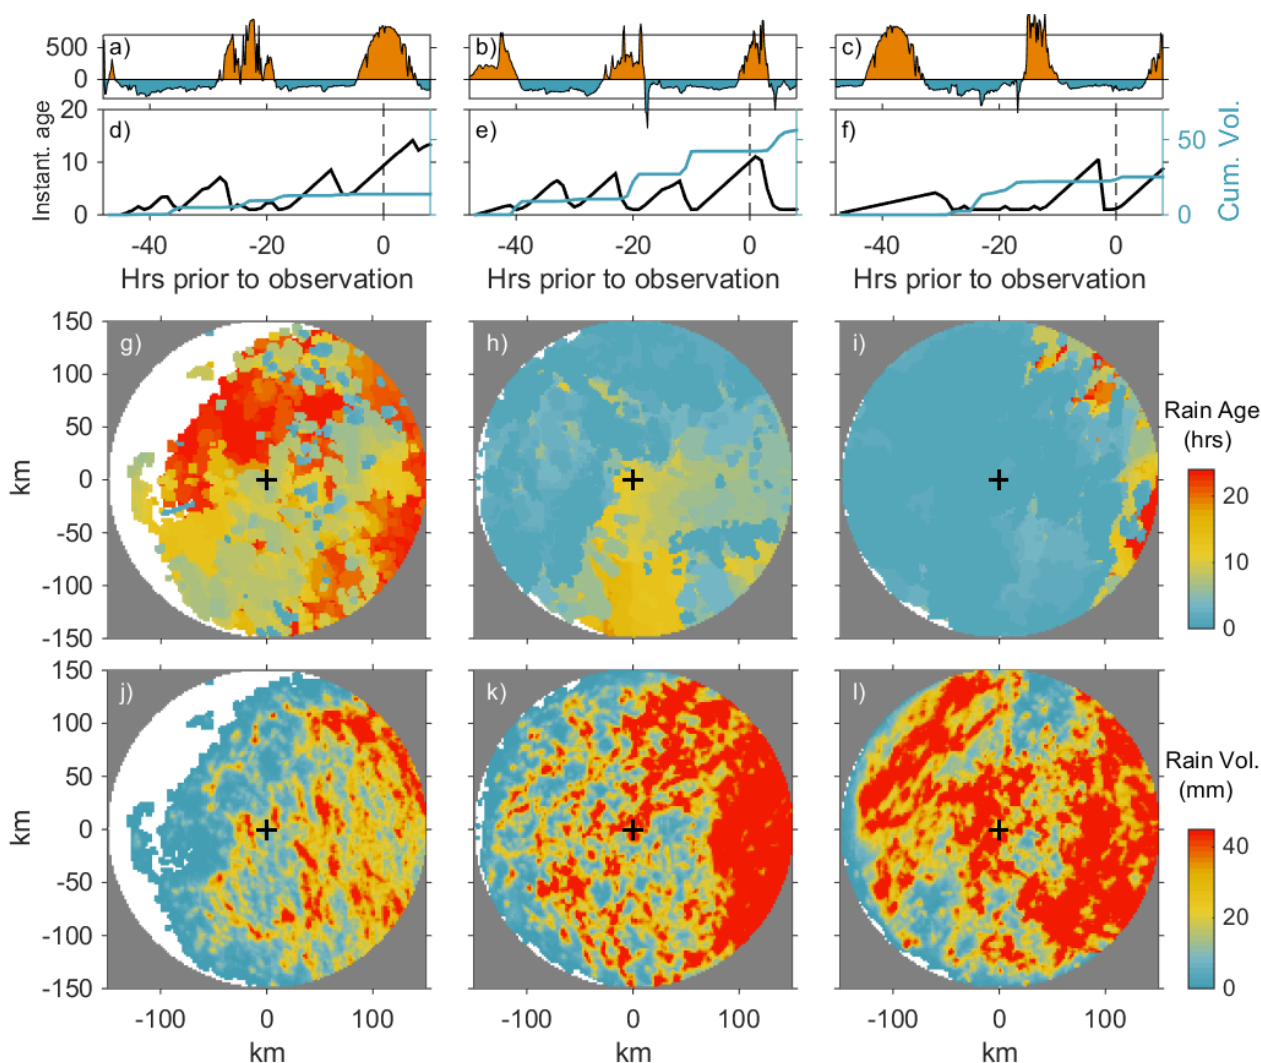 a) b) c)
500
0
20
10
0
Instant. age
d) e) f)
50
0
Cum. Vol.
-40 -20 0 -40 -20 0 -40 -20 0
Hrs prior to observation Hrs prior to observation Hrs prior to observation
150
100
50
0
-50
-100
-150
km
g) h) i)
Rain Age
(hrs)
20
10
0
150
100
50
0
-50
-100
-150
km
j) k) l)
Rain Vol.
(mm)
40
20
0
-100 0 100 -100 0 100 -100 0 100
km km km